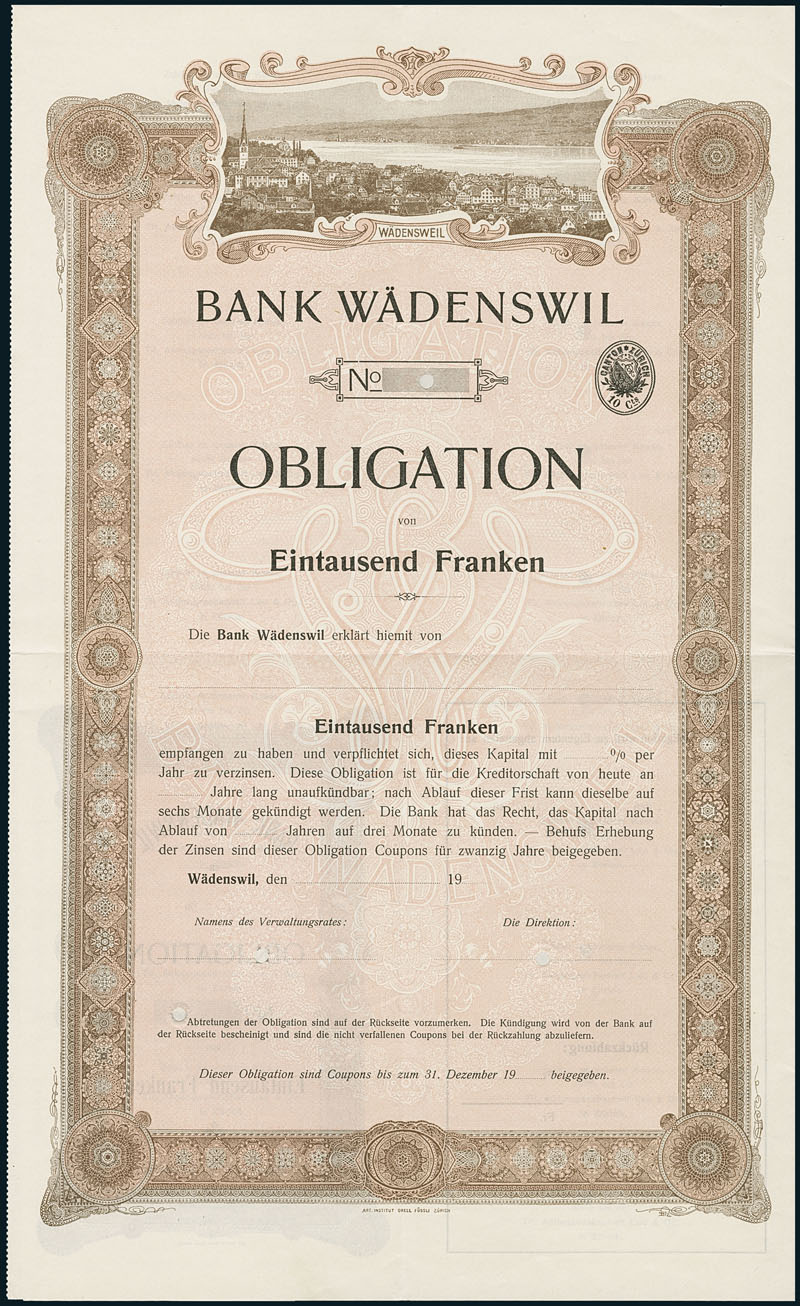 WÄDENSWEIL
BANK WÄDENSWIL
No
CANTON ZÜRICH
10 Cts
OBLIGATION
von
Eintausend Franken
Die Bank Wädenswil erklärt hiemit von
Eintausend Franken
empfangen zu haben und verpflichtet sich, dieses Kapital mit ........ % per
Jahr zu verzinsen. Diese Obligation ist für die Kreditorschaft von heute an
........ Jahre lang unaufkündbar; nach Ablauf dieser Frist kann dieselbe auf
sechs Monate gekündigt werden. Die Bank hat das Recht, das Kapital nach
Ablauf von ........ Jahren auf drei Monate zu künden. — Behufs Erhebung
der Zinsen sind dieser Obligation Coupons für zwanzig Jahre beigegeben.
Wädenswil, den ........ 19
Namens des Verwaltungsrates: Die Direktion:
Abtretungen der Obligation sind auf der Rückseite vorzumerken. Die Kündigung wird von der Bank auf
der Rückseite bescheinigt und sind die nicht verfallenen Coupons bei der Rückzahlung abzuliefern.
Dieser Obligation sind Coupons bis zum 31. Dezember 19........ beigegeben.
ART. INSTITUT ORELL FÜSSLI ZÜRICH